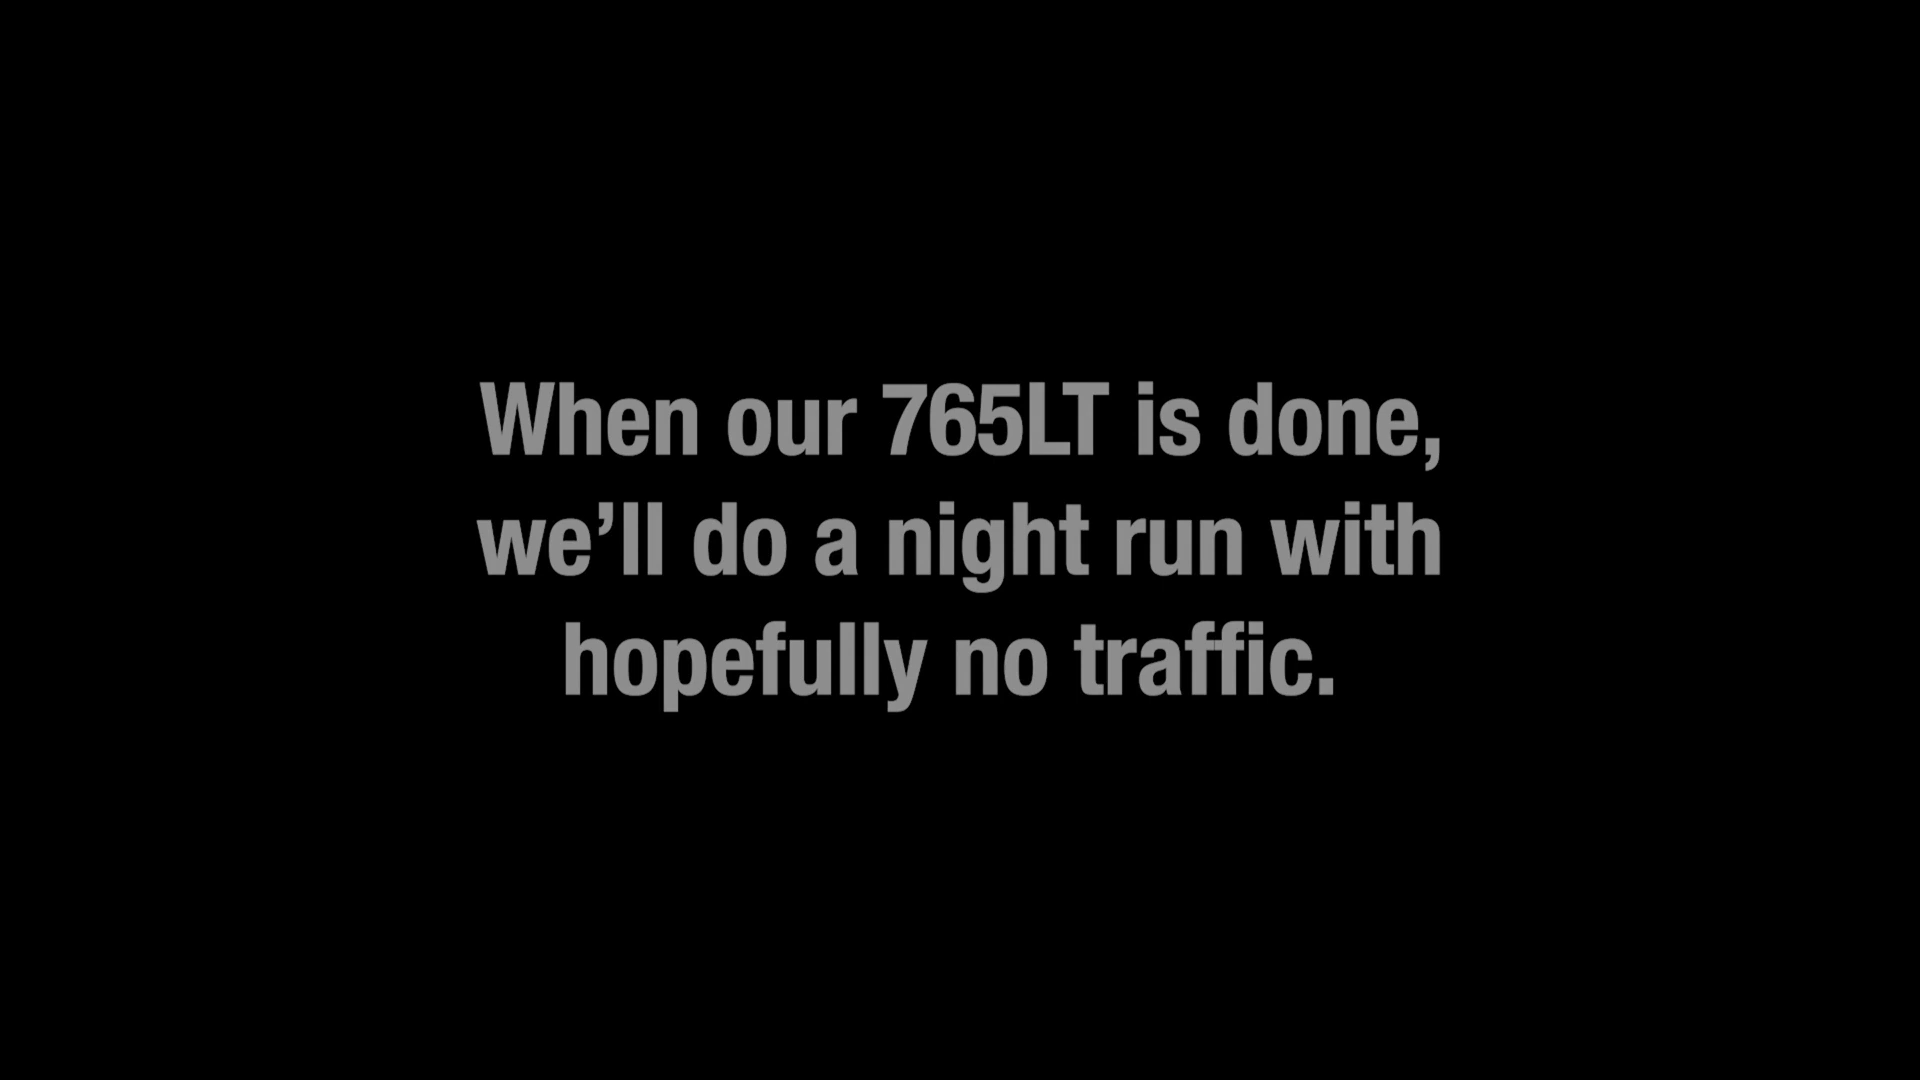 When our 765LT is done,
we’ll do a night run with
hopefully no traffic.